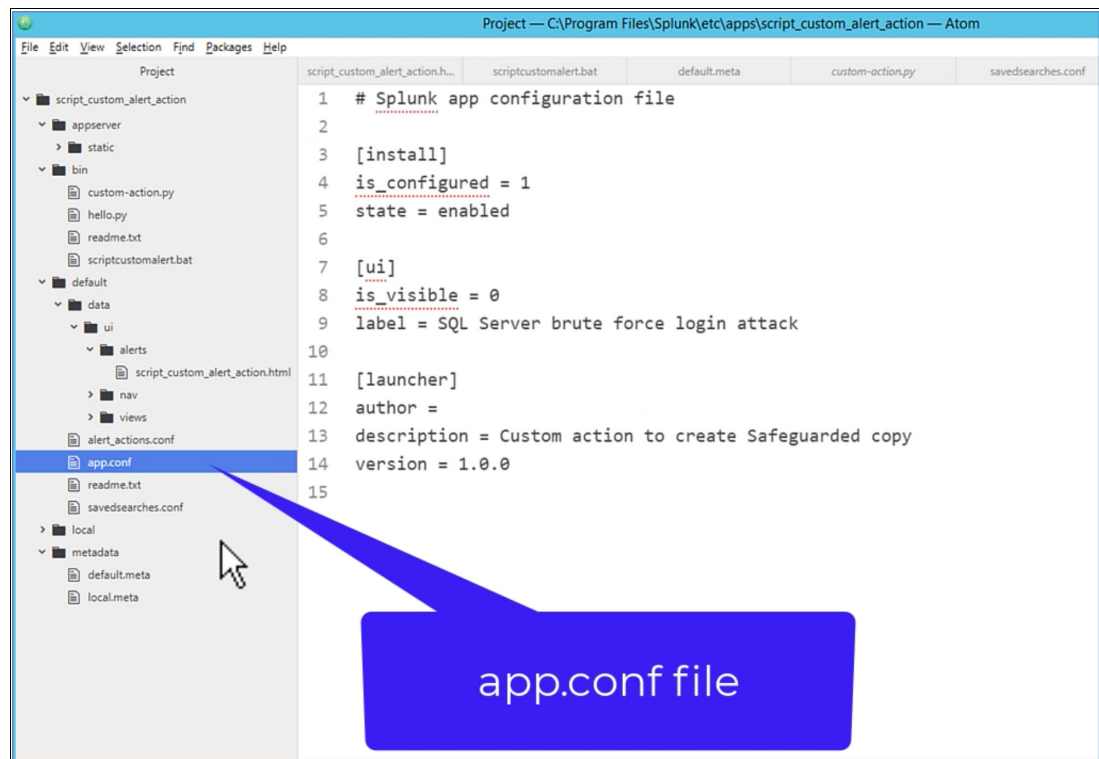 Project — C:\Program Files\Splunk\etc\apps\script_custom_alert_action — Atom
File Edit View Selection Find Packages Help
Project
script_custom_alert_action.h... scriptcustomalert.bat default.meta custom-action.py savedsearches.conf
script_custom_alert_action
appserver
static
bin
custom-action.py
hello.py
readme.txt
scriptcustomalert.bat
default
data
ui
alerts
script_custom_alert_action.html
nav
views
alert_actions.conf
app.conf
readme.txt
savedsearches.conf
local
metadata
default.meta
local.meta
1 # Splunk app configuration file
2
3 [install]
4 is_configured = 1
5 state = enabled
6
7 [ui]
8 is_visible = 0
9 label = SQL Server brute force login attack
10
11 [launcher]
12 author =
13 description = Custom action to create Safeguarded copy
14 version = 1.0.0
15
app.conf file